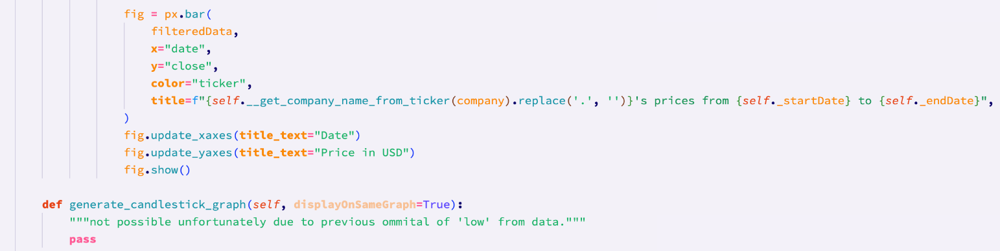 fig = px.bar(
filteredData,
x="date",
y="close",
color="ticker",
title=f"{self.__get_company_name_from_ticker(company).replace('.', '')}'s prices from {self._startDate} to {self._endDate}",
)
fig.update_xaxes(title_text="Date")
fig.update_yaxes(title_text="Price in USD")
fig.show()
def generate_candlestick_graph(self, displayOnSameGraph=True):
"""not possible unfortunately due to previous ommital of 'low' from data."""
pass